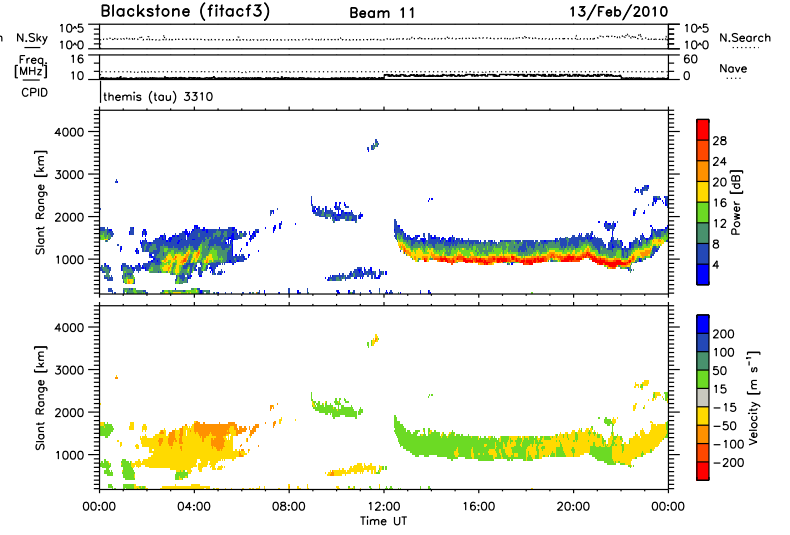 Blackstone (fitacf3) Beam 11 13/Feb/2010
n N.Sky 10^5 10^5 N.Search
10^0 10^0
Freq. [MHz] 16 60 Nave
10 0
CPID themis (tau) 3310
Slant Range [km]
4000
3000
2000
1000
28
24
20
16
12
8
4
Power [dB]
Slant Range [km]
4000
3000
2000
1000
200
100
50
15
−15
−50
−100
−200
Velocity [m s⁻¹]
00:00 04:00 08:00 12:00 16:00 20:00 00:00
Time UT